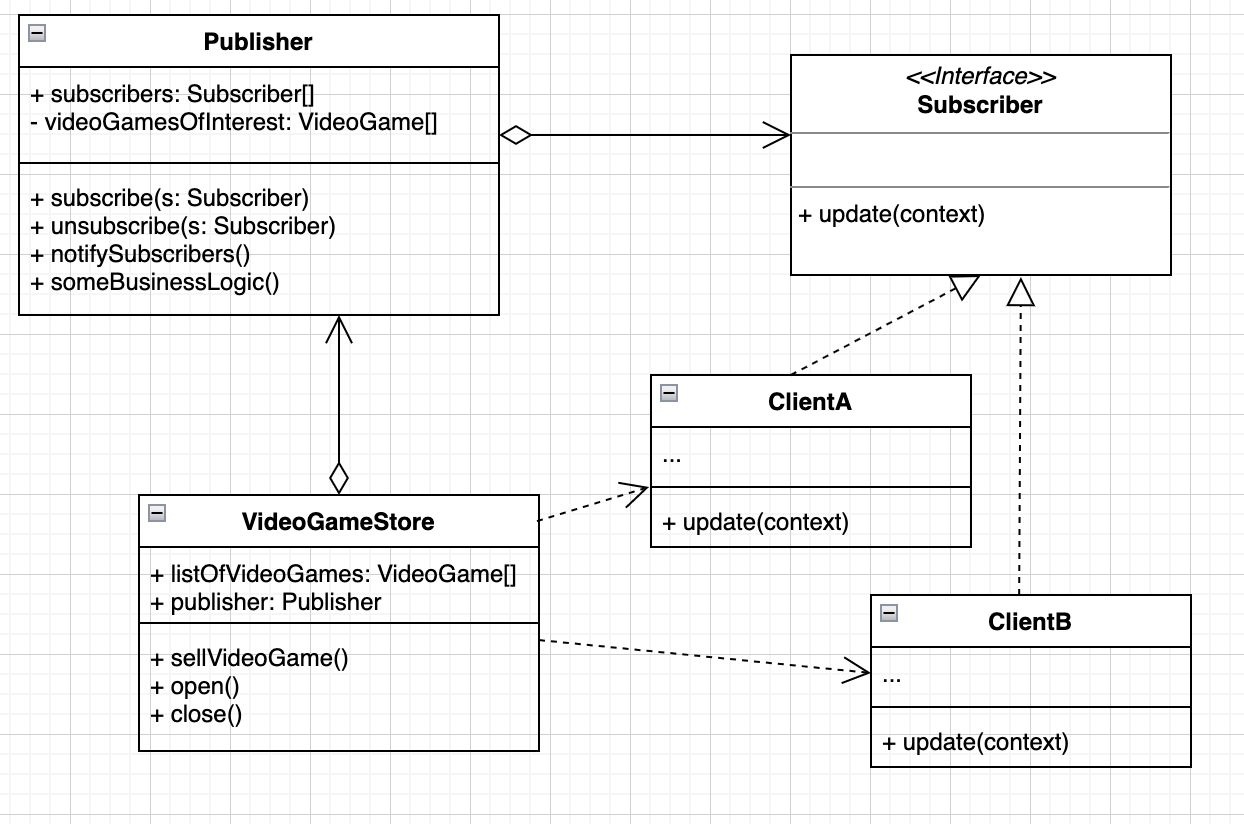 Publisher
+ subscribers: Subscriber[]
- videoGamesOfInterest: VideoGame[]
+ subscribe(s: Subscriber)
+ unsubscribe(s: Subscriber)
+ notifySubscribers()
+ someBusinessLogic()
<<Interface>>
Subscriber
+ update(context)
ClientA
...
+ update(context)
VideoGameStore
+ listOfVideoGames: VideoGame[]
+ publisher: Publisher
+ sellVideoGame()
+ open()
+ close()
ClientB
...
+ update(context)